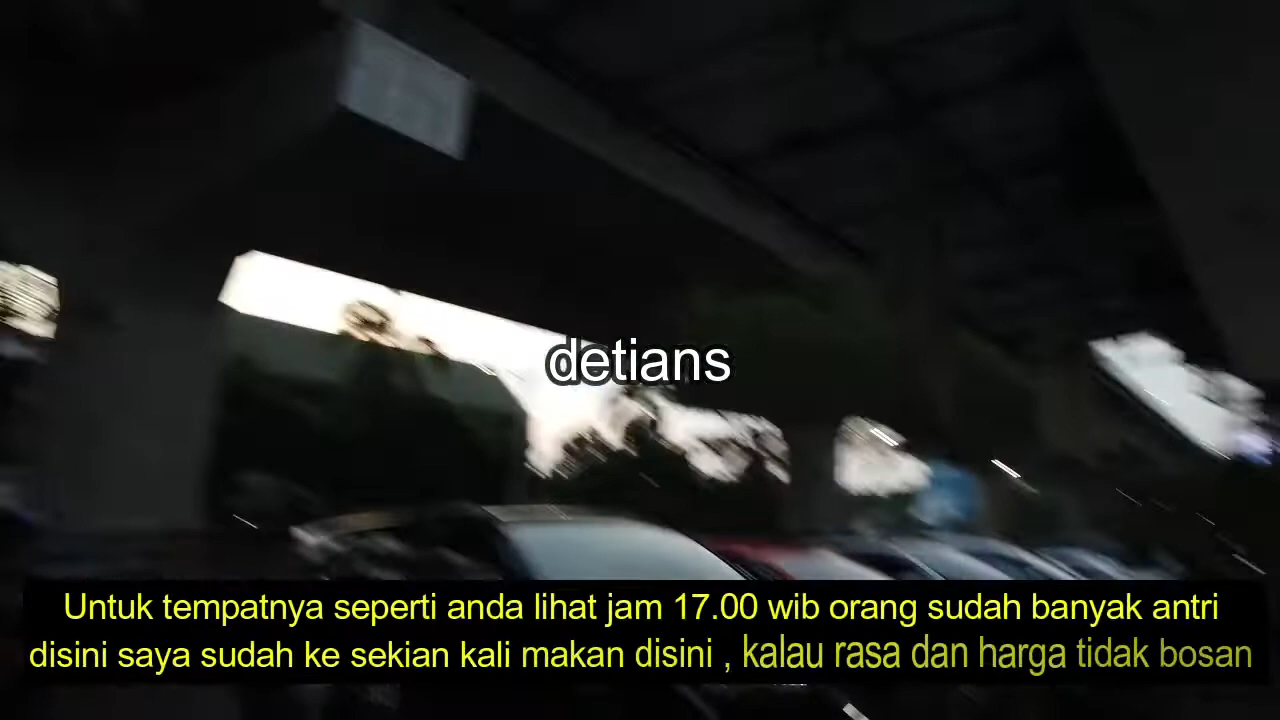 detians
Untuk tempatnya seperti anda lihat jam 17.00 wib orang sudah banyak antri
disini saya sudah ke sekian kali makan disini , kalau rasa dan harga tidak bosan